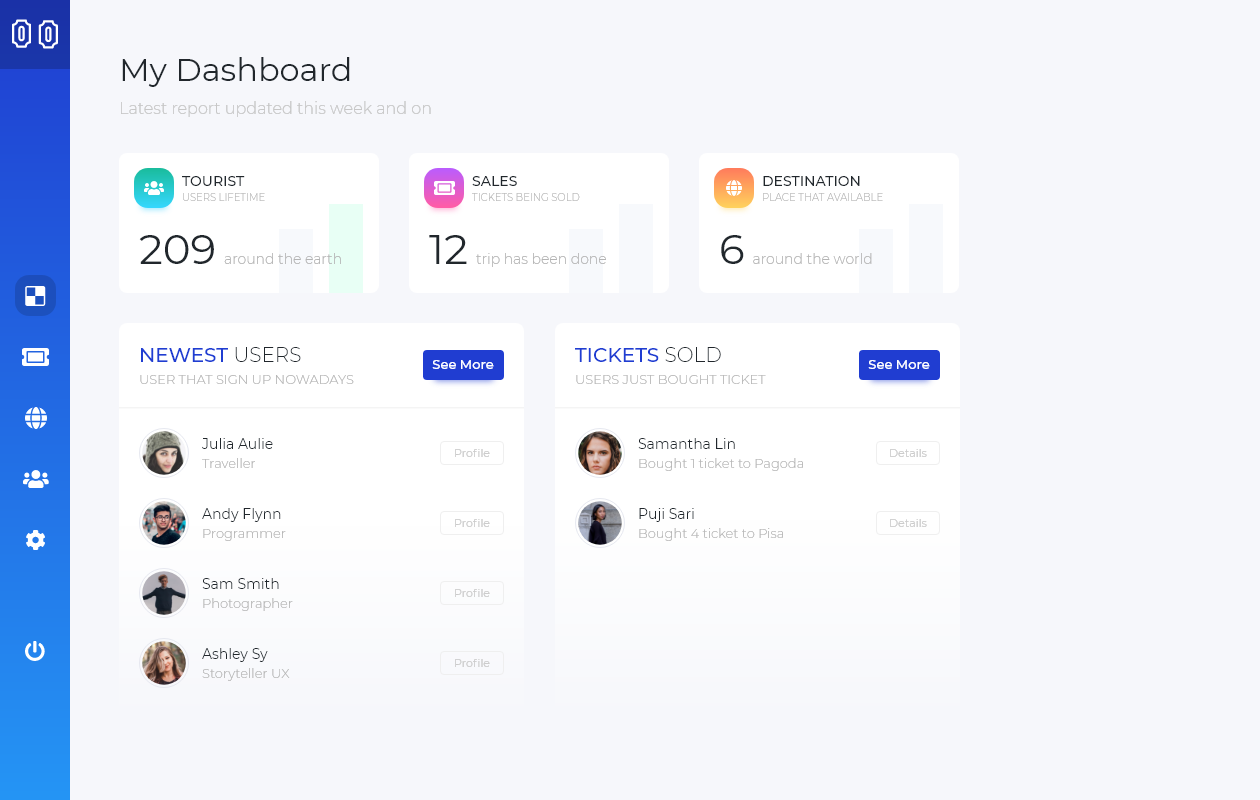 My Dashboard
Latest report updated this week and on
TOURIST
USERS LIFETIME
209 around the earth
SALES
TICKETS BEING SOLD
12 trip has been done
DESTINATION
PLACE THAT AVAILABLE
6 around the world
NEWEST USERS
USER THAT SIGN UP NOWADAYS
See More
Julia Aulie
Traveller
Profile
Andy Flynn
Programmer
Profile
Sam Smith
Photographer
Profile
Ashley Sy
Storyteller UX
Profile
TICKETS SOLD
USERS JUST BOUGHT TICKET
See More
Samantha Lin
Bought 1 ticket to Pagoda
Details
Puji Sari
Bought 4 ticket to Pisa
Details